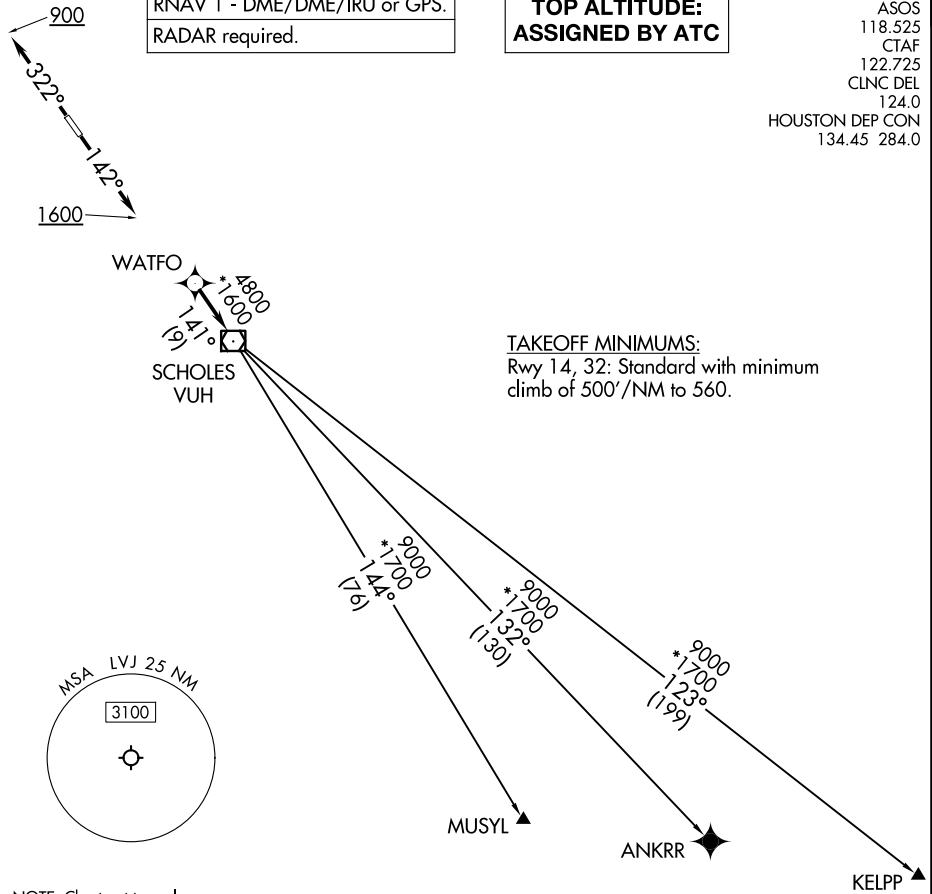 900
322°
142°
1600
RNAV 1 - DME/DME/IRU or GPS.
RADAR required.
TOP ALTITUDE:
ASSIGNED BY ATC
ASOS
118.525
CTAF
122.725
CLNC DEL
124.0
HOUSTON DEP CON
134.45 284.0
WATFO
4800
*1600
141°
(9)
SCHOLES
VUH
TAKEOFF MINIMUMS:
Rwy 14, 32: Standard with minimum
climb of 500'/NM to 560.
9000
*1700
144°
(76)
9000
*1700
132°
(130)
9000
*1700
123°
(199)
MSA LVJ 25 NM
3100
MUSYL
ANKRR
KELPP